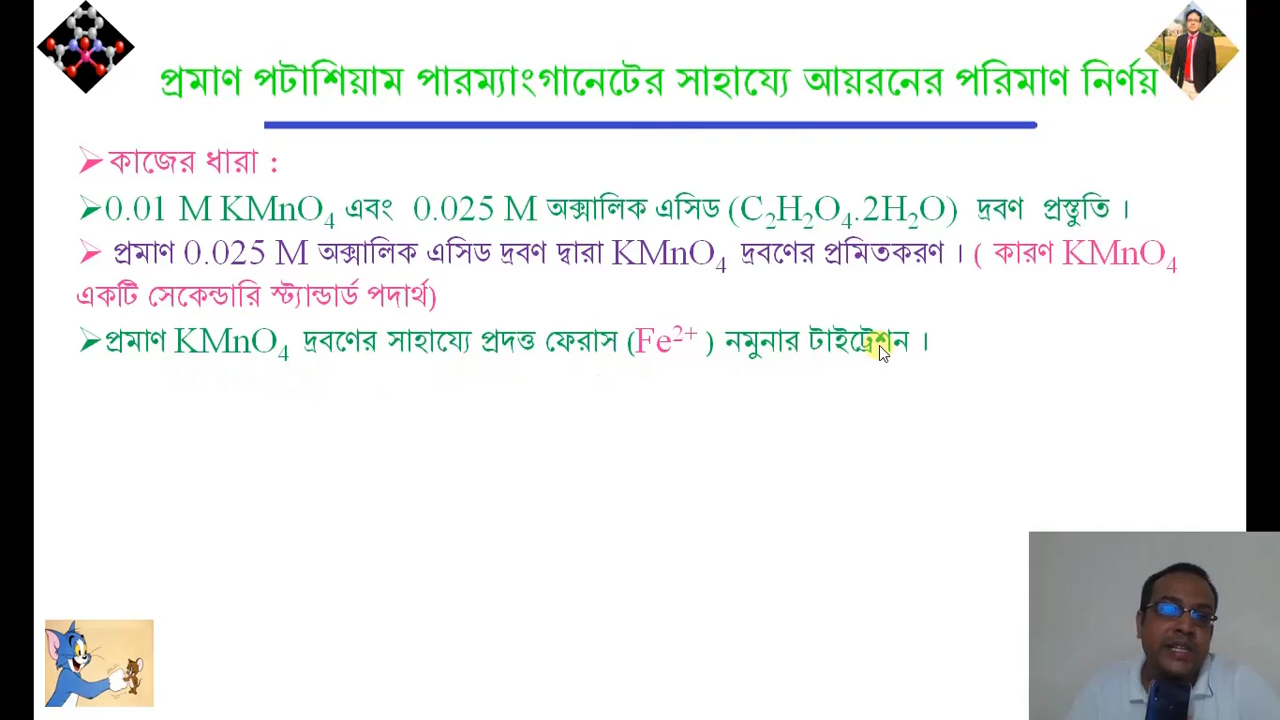 প্রমাণ পটাশিয়াম পারম্যাংগানেটের সাহায্যে আয়রনের পরিমাণ নির্ণয়
➢কাজের ধারা :
➢0.01 M KMnO₄ এবং 0.025 M অক্সালিক এসিড (C₂H₂O₄.2H₂O) দ্রবণ প্রস্তুতি ।
➢ প্রমাণ 0.025 M অক্সালিক এসিড দ্রবণ দ্বারা KMnO₄ দ্রবণের প্রমিতকরণ । ( কারণ KMnO₄
একটি সেকেন্ডারি স্ট্যান্ডার্ড পদার্থ)
➢প্রমাণ KMnO₄ দ্রবণের সাহায্যে প্রদত্ত ফেরাস (Fe²⁺ ) নমুনার টাইট্রেশন ।